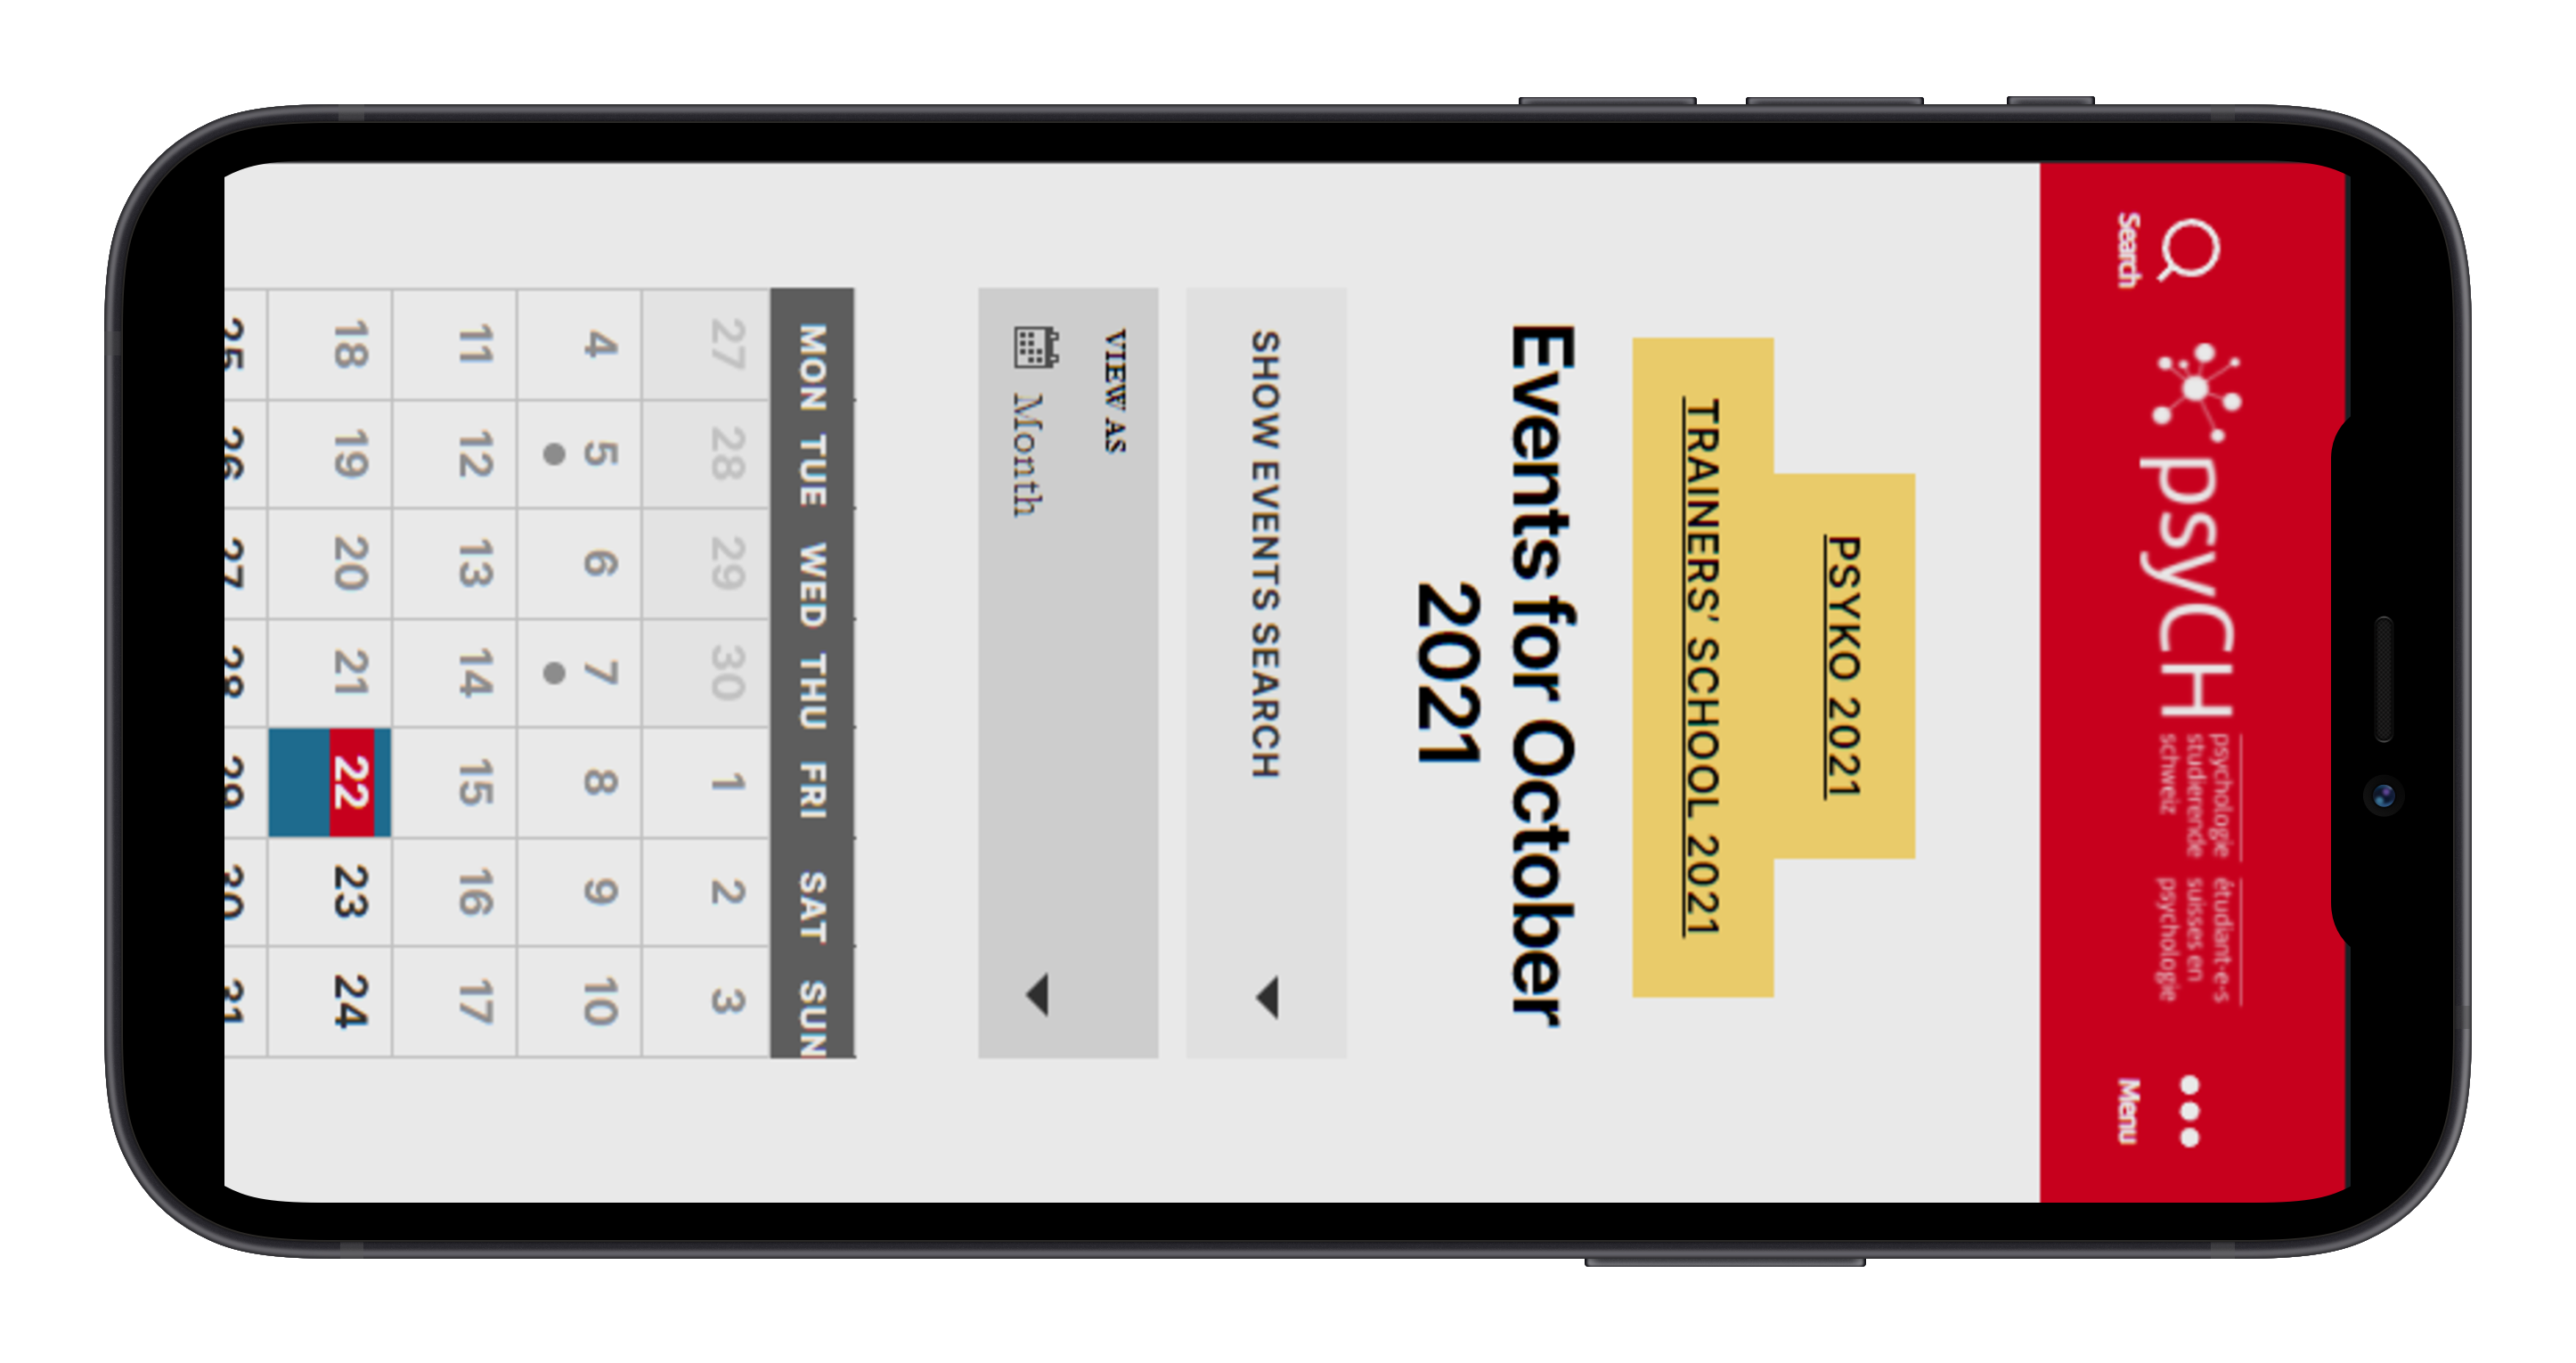 Search
psyCH
psychologie
studierende
schweiz
étudiant·e·s
suisses en
psychologie
Menu
PSYKO 2021
TRAINERS' SCHOOL 2021
Events for October
2021
SHOW EVENTS SEARCH
VIEW AS
Month
MON TUE WED THU FRI SAT SUN
27 28 29 30 1 2 3
4 5 6 7 8 9 10
11 12 13 14 15 16 17
18 19 20 21 22 23 24
25 26 27 28 29 30 31